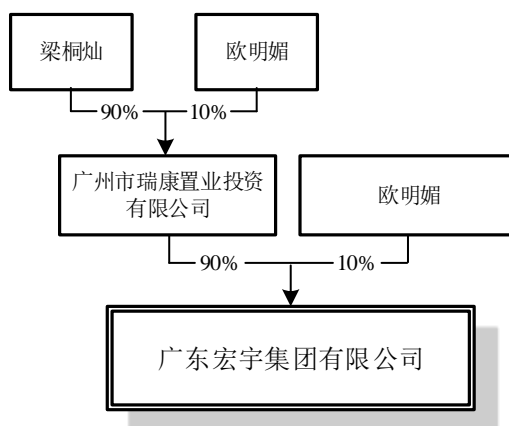 梁桐灿
欧明媚
90%
10%
广州市瑞康置业投资
有限公司
欧明媚
90%
10%
广东宏宇集团有限公司